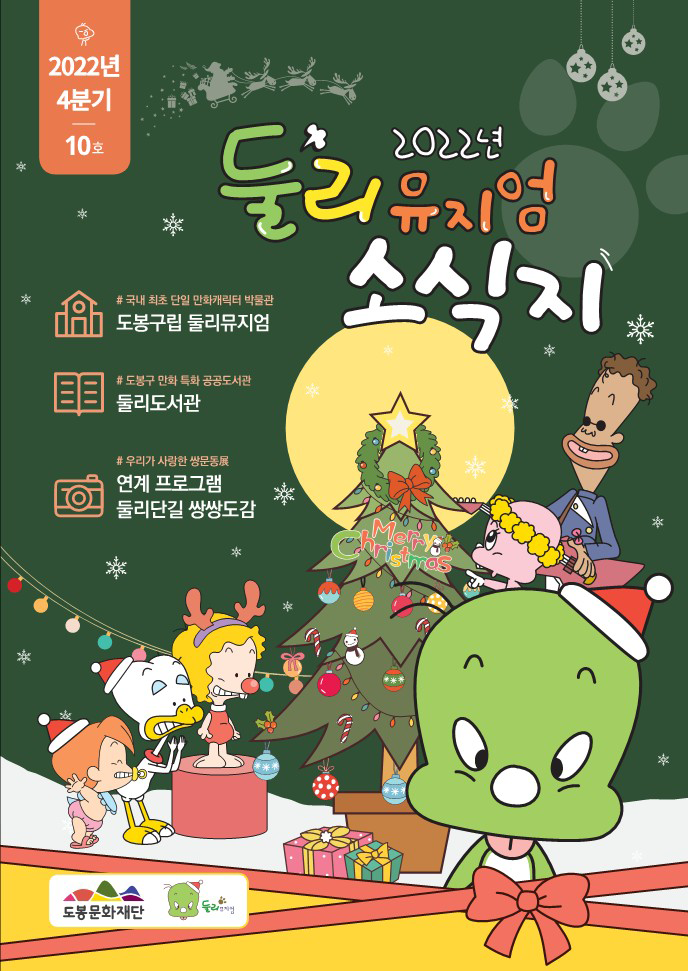 2022년
4분기
10호
2022년
둘리뮤지엄
소식지
# 국내 최초 단일 만화캐릭터 박물관
도봉구립 둘리뮤지엄
# 도봉구 만화 특화 공공도서관
둘리도서관
# 우리가 사랑한 쌍문동展
연계 프로그램
둘리단길 쌍쌍도감
Merry
Christmas
도봉문화재단
둘리뮤지엄